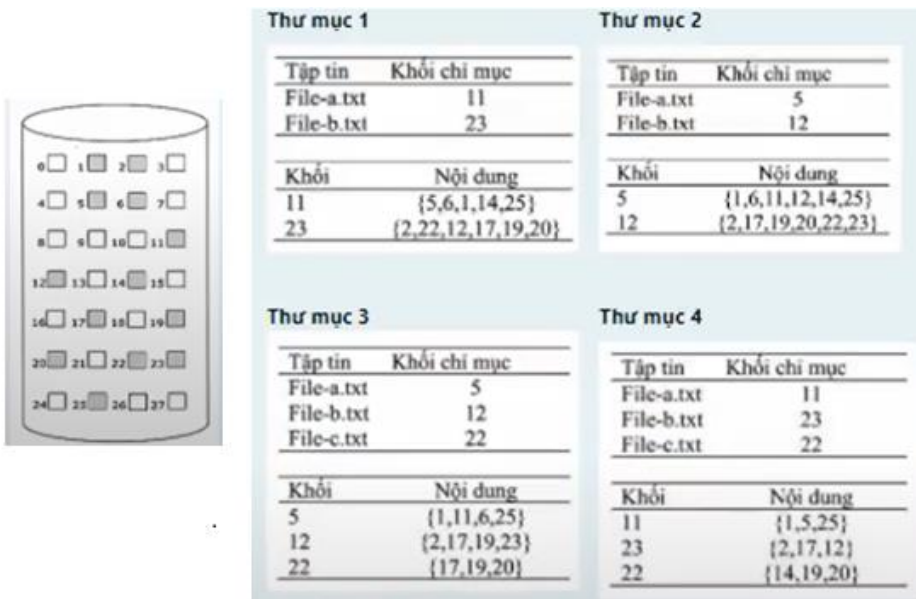 Thư mục 1
Tập tin Khối chỉ mục
File-a.txt 11
File-b.txt 23
Khối Nội dung
11 {5,6,1,14,25}
23 {2,22,12,17,19,20}
Thư mục 2
Tập tin Khối chỉ mục
File-a.txt 5
File-b.txt 12
Khối Nội dung
5 {1,6,11,12,14,25}
12 {2,17,19,20,22,23}
0 1 2 3
4 5 6 7
8 9 10 11
12 13 14 15
16 17 18 19
20 21 22 23
24 25 26 27
Thư mục 3
Tập tin Khối chỉ mục
File-a.txt 5
File-b.txt 12
File-c.txt 22
Khối Nội dung
5 {1,11,6,25}
12 {2,17,19,23}
22 {17,19,20}
Thư mục 4
Tập tin Khối chỉ mục
File-a.txt 11
File-b.txt 23
File-c.txt 22
Khối Nội dung
11 {1,5,25}
23 {2,17,12}
22 {14,19,20}